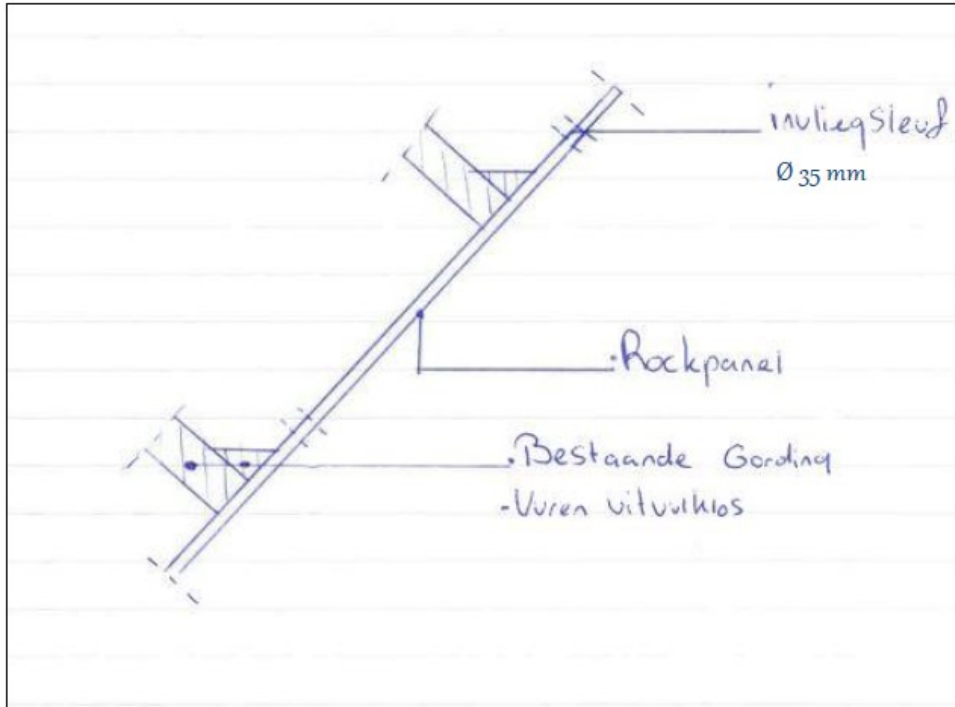 invliegsleuf
Ø 35 mm
·Rockpanel
·Bestaande Gording
-Vuren uitvulklos